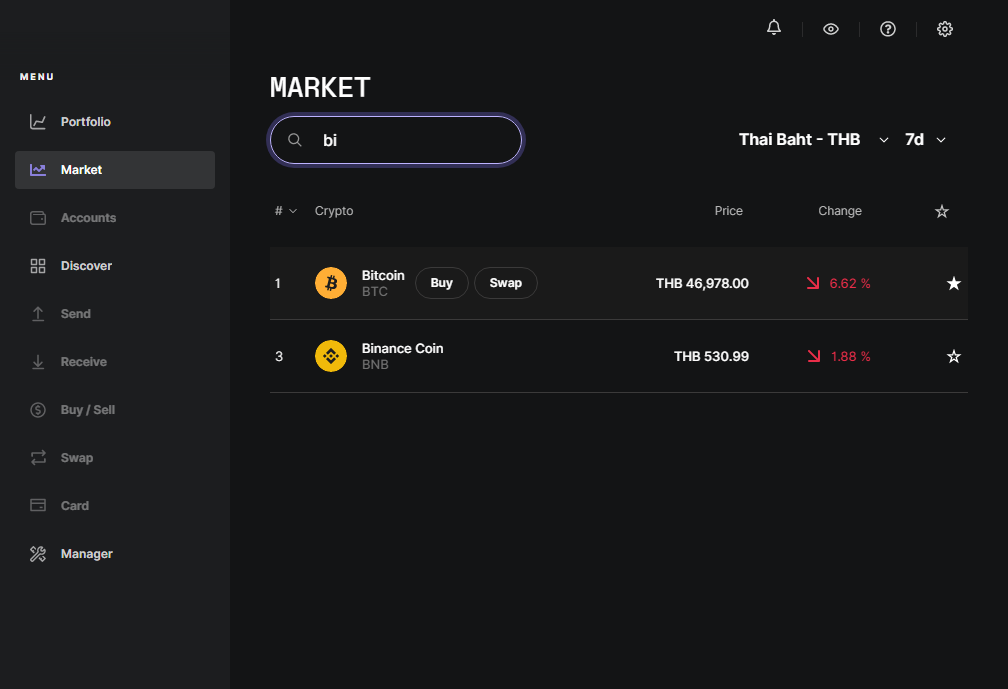 MENU
Portfolio
Market
Accounts
Discover
Send
Receive
Buy / Sell
Swap
Card
Manager
MARKET
bi
Thai Baht - THB 7d
# Crypto Price Change
1 Bitcoin BTC Buy Swap THB 46,978.00 6.62 %
3 Binance Coin BNB THB 530.99 1.88 %